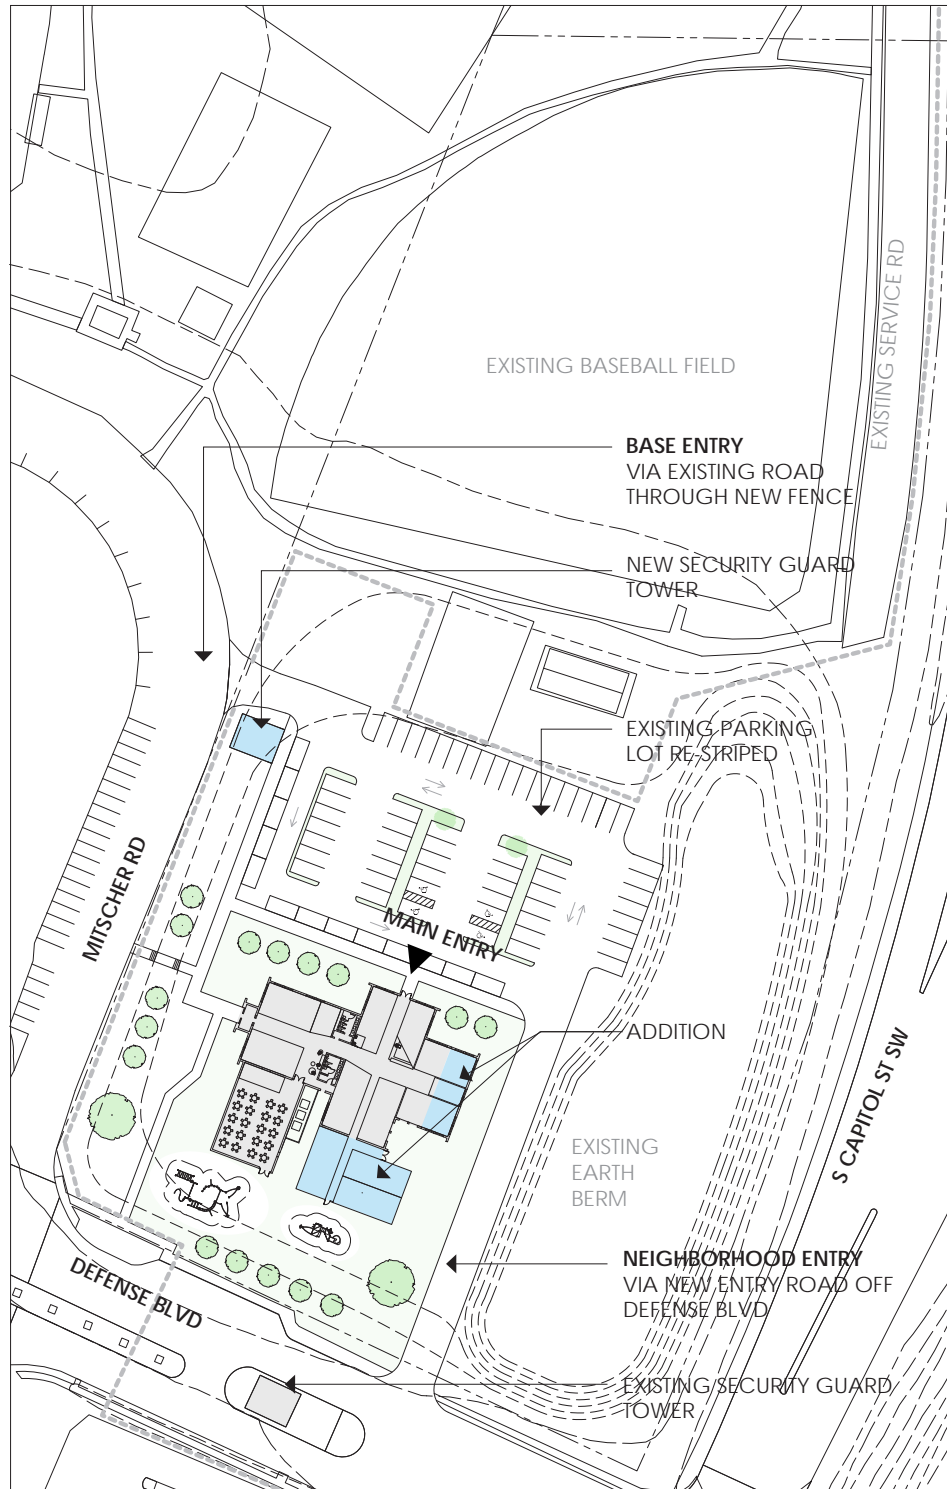 EXISTING SERVICE RD
EXISTING BASEBALL FIELD
BASE ENTRY
VIA EXISTING ROAD
THROUGH NEW FENCE
NEW SECURITY GUARD
TOWER
EXISTING PARKING
LOT RE-STRIPED
MITSCHER RD
MAIN ENTRY
ADDITION
S CAPITOL ST SW
EXISTING
EARTH
BERM
NEIGHBORHOOD ENTRY
VIA NEW ENTRY ROAD OFF
DEFENSE BLVD
DEFENSE BLVD
EXISTING SECURITY GUARD
TOWER